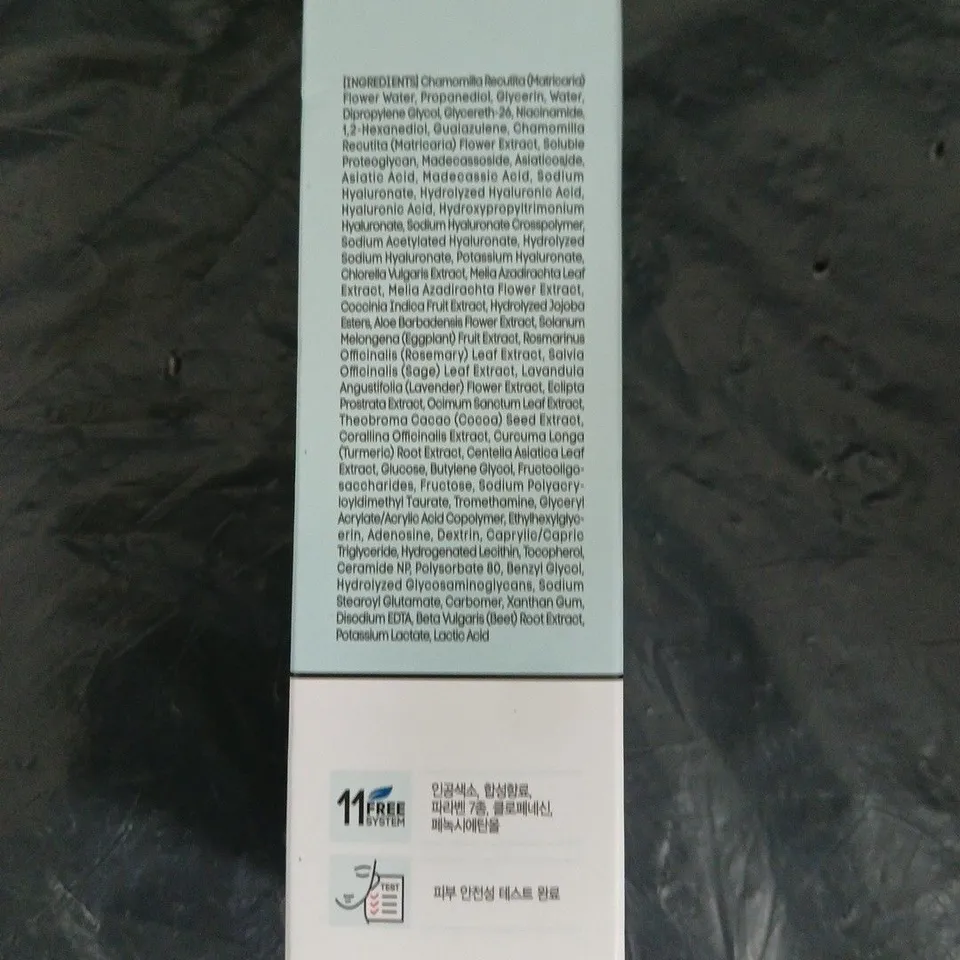 [INGREDIENTS] Chamomilla Recutita (Matricaria)
Flower Water, Propanediol, Glycerin, Water,
Dipropylene Glycol, Glycereth-26, Niacinamide,
1,2-Hexanediol, Guaiazulene, Chamomilla
Recutita (Matricaria) Flower Extract, Soluble
Proteoglycan, Madecassoside, Asiaticoside,
Asiatic Acid, Madecassic Acid, Sodium
Hyaluronate, Hydrolyzed Hyaluronic Acid,
Hyaluronic Acid, Hydroxypropyltrimonium
Hyaluronate, Sodium Hyaluronate Crosspolymer,
Sodium Acetylated Hyaluronate, Hydrolyzed
Sodium Hyaluronate, Potassium Hyaluronate,
Chlorella Vulgaris Extract, Melia Azadirachta Leaf
Extract, Melia Azadirachta Flower Extract,
Coccinia Indica Fruit Extract, Hydrolyzed Jojoba
Esters, Aloe Barbadensis Flower Extract, Solanum
Melongena (Eggplant) Fruit Extract, Rosmarinus
Officinalis (Rosemary) Leaf Extract, Salvia
Officinalis (Sage) Leaf Extract, Lavandula
Angustifolia (Lavender) Flower Extract, Eclipta
Prostrata Extract, Ocimum Sanctum Leaf Extract,
Theobroma Cacao (Cocoa) Seed Extract,
Corallina Officinalis Extract, Curcuma Longa
(Turmeric) Root Extract, Centella Asiatica Leaf
Extract, Glucose, Butylene Glycol, Fructooligo-
saccharides, Fructose, Sodium Polyacry-
loyldimethyl Taurate, Tromethamine, Glyceryl
Acrylate/Acrylic Acid Copolymer, Ethylhexylglyc-
erin, Adenosine, Dextrin, Caprylic/Capric
Triglyceride, Hydrogenated Lecithin, Tocopherol,
Ceramide NP, Polysorbate 80, Benzyl Glycol,
Hydrolyzed Glycosaminoglycans, Sodium
Stearoyl Glutamate, Carbomer, Xanthan Gum,
Disodium EDTA, Beta Vulgaris (Beet) Root Extract,
Potassium Lactate, Lactic Acid
11 FREE SYSTEM
인공색소, 합성향료,
파라벤 7종, 클로페네신,
페녹시에탄올
TEST
피부 안전성 테스트 완료